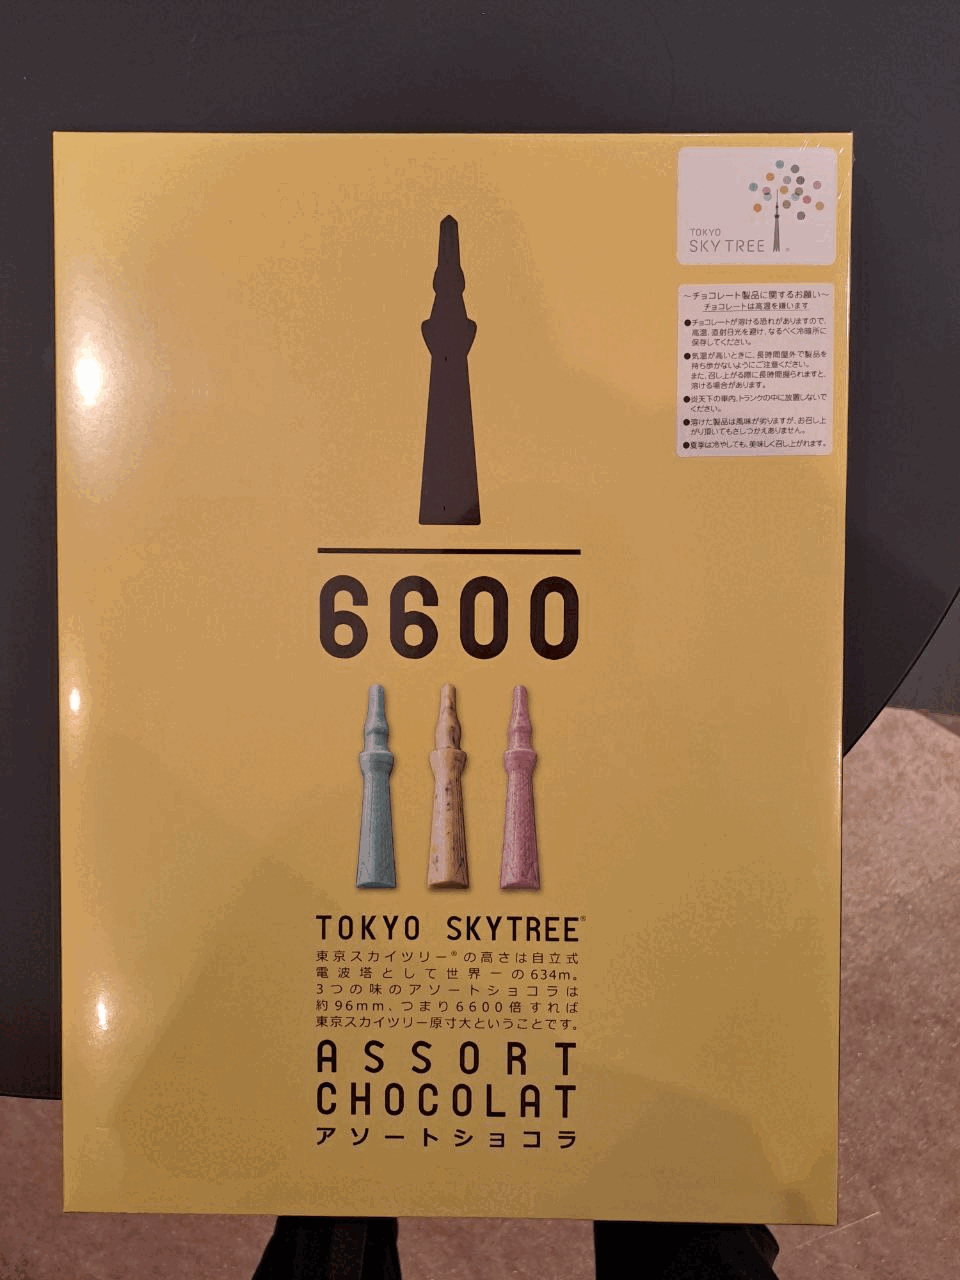 TOKYO
SKY TREE ®
～チョコレート製品に関するお願い～
チョコレートは高温を嫌います
●チョコレートが溶ける恐れがありますので、
高温、直射日光を避け、なるべく冷暗所に
保存してください。
●気温が高いときに、長時間屋外で製品を
持ち歩かないようにご注意ください。
また、召し上がる際に長時間握られますと、
溶ける場合があります。
●炎天下の車内、トランクの中に放置しないで
ください。
●溶けた製品は風味が劣りますが、お召し上
がり頂いてもさしつかえありません。
●夏季は冷やしても、美味しく召し上がれます。
6600
TOKYO SKYTREE®
東京スカイツリー®の高さは自立式
電波塔として世界一の634m。
3つの味のアソートショコラは
約96mm、つまり6600倍すれば
東京スカイツリー原寸大ということです。
ASSORT
CHOCOLAT
アソートショコラ